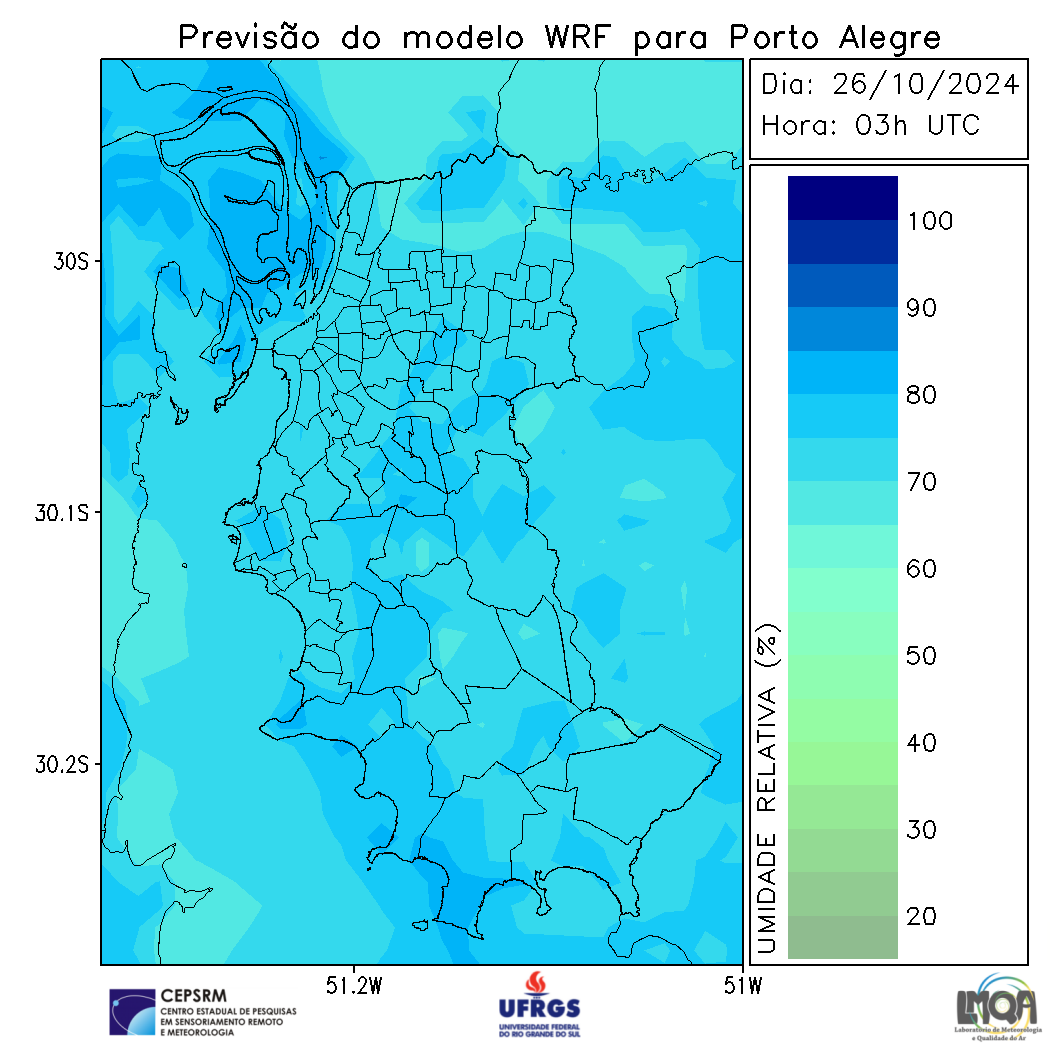 Previsão do modelo WRF para Porto Alegre
Dia: 26/10/2024
Hora: 03h UTC
30S
30.1S
30.2S
51.2W
51W
UMIDADE RELATIVA (%)
100
90
80
70
60
50
40
30
20
CEPSRM
CENTRO ESTADUAL DE PESQUISAS
EM SENSORIAMENTO REMOTO
E METEOROLOGIA
UFRGS
UNIVERSIDADE FEDERAL
DO RIO GRANDE DO SUL
LMQA
Laboratório de Meteorologia
e Qualidade do Ar